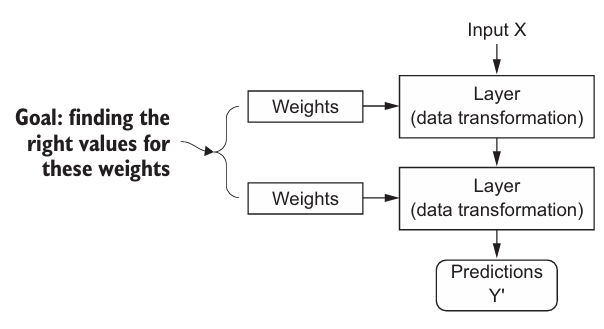 Input X
Goal: finding the
right values for
these weights
Weights
Layer
(data transformation)
Weights
Layer
(data transformation)
Predictions
Y'